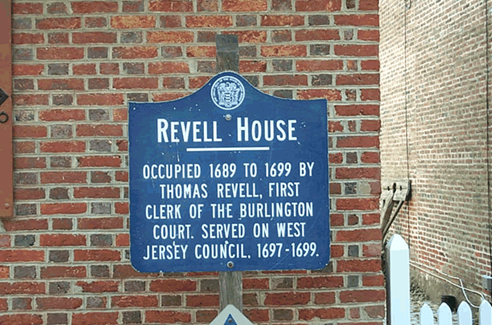 REVELL HOUSE
OCCUPIED 1689 TO 1699 BY
THOMAS REVELL, FIRST
CLERK OF THE BURLINGTON
COURT. SERVED ON WEST
JERSEY COUNCIL, 1697-1699.